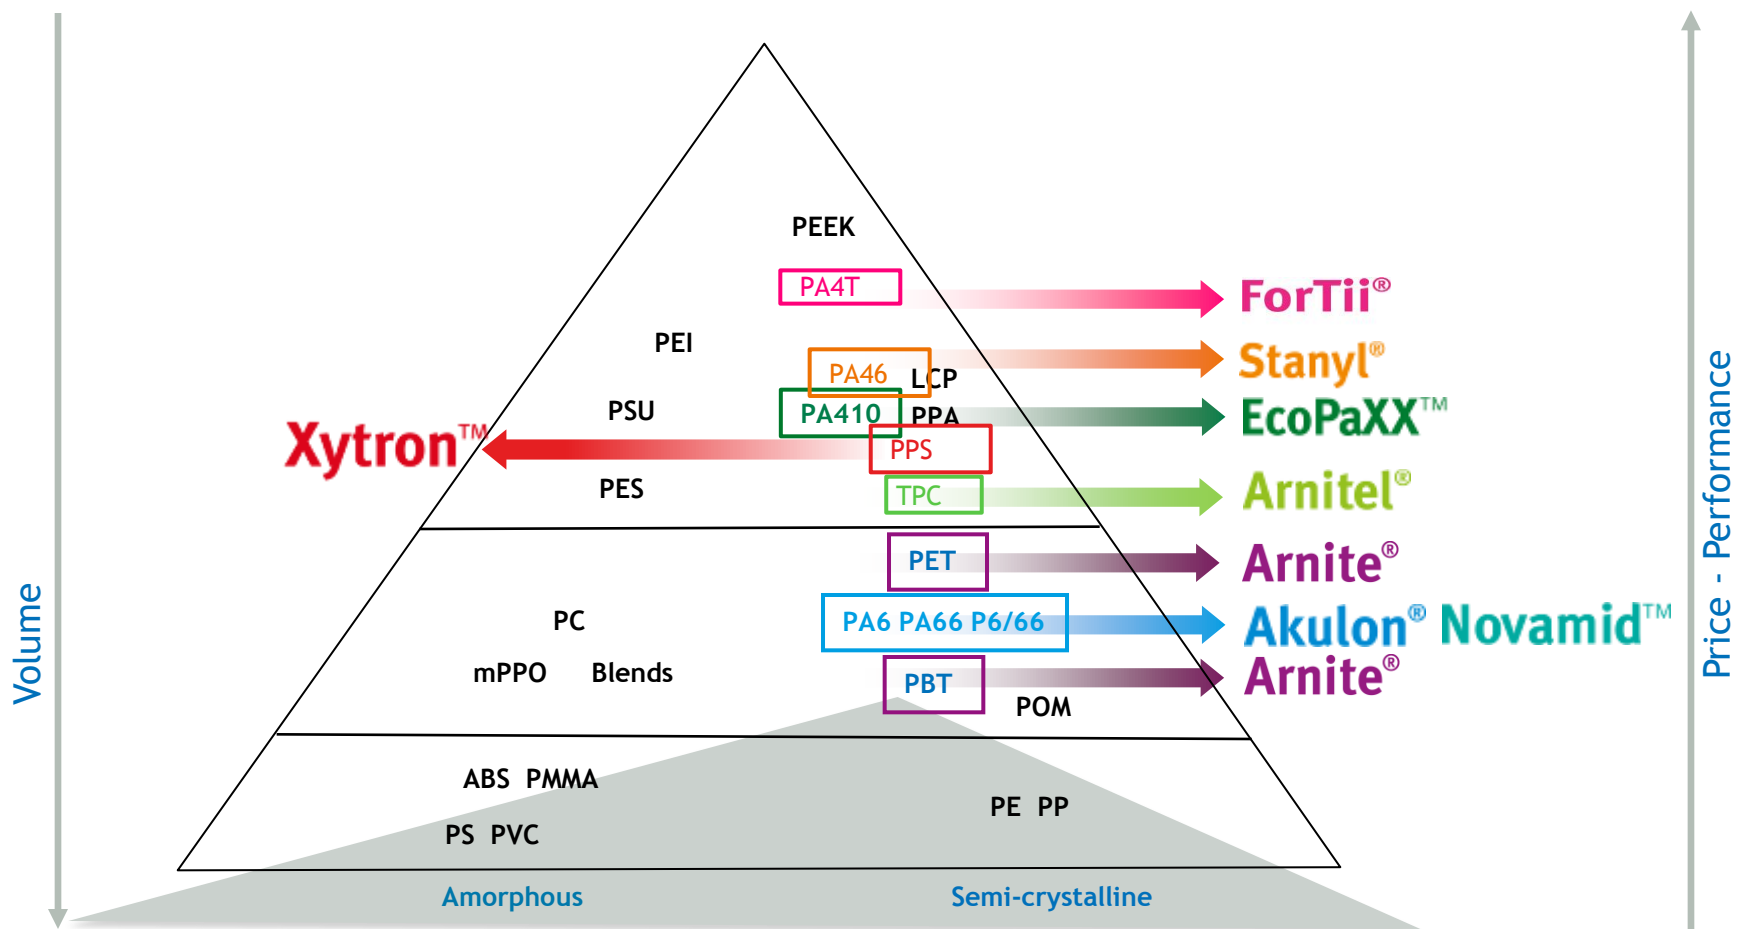 PEEK
PA4T
ForTii®
PEI
Stanyl®
PA46
LCP
PSU
PA410
PPA
EcoPaXX™
Xytron™
PPS
PES
TPC
Arnitel®
PET
Arnite®
PC
PA6 PA66 P6/66
Akulon® Novamid™
mPPO Blends
PBT
Arnite®
POM
ABS PMMA
PE PP
PS PVC
Amorphous
Semi-crystalline
Volume
Price - Performance